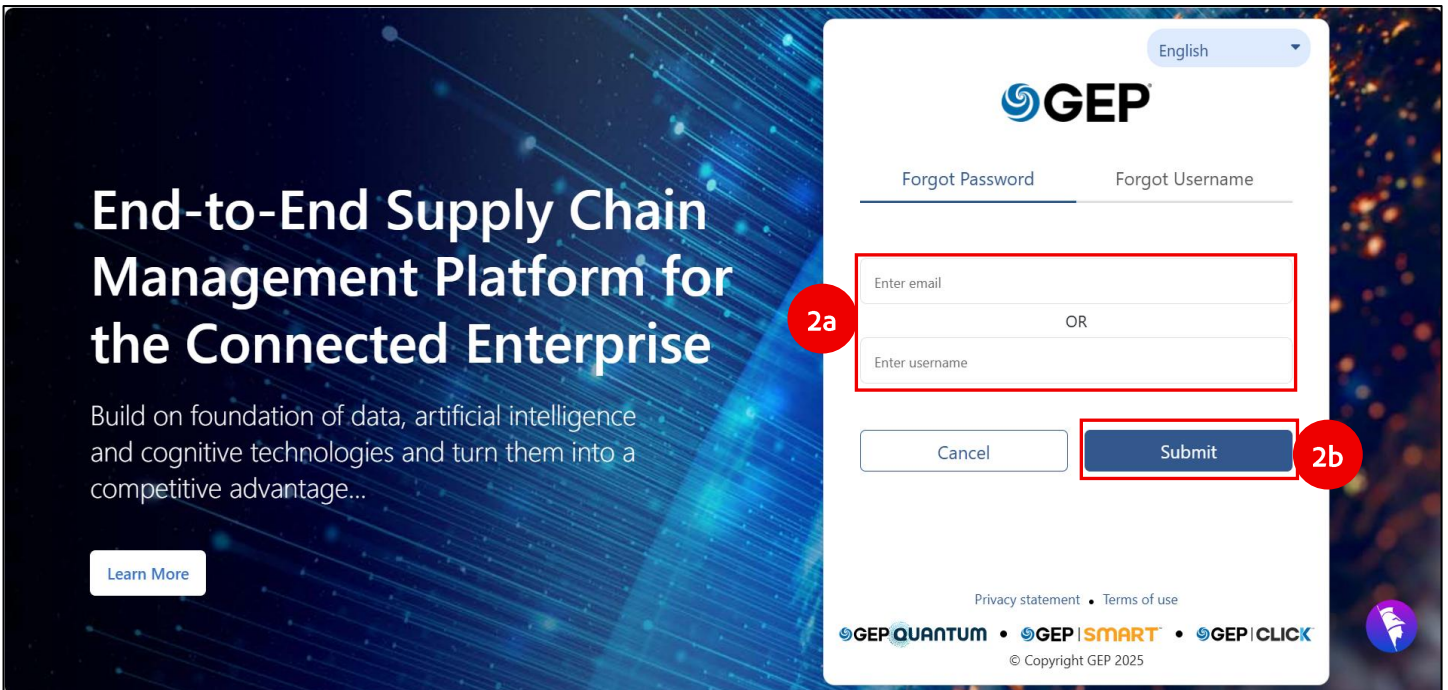 English
GEP
Forgot Password Forgot Username
End-to-End Supply Chain
Management Platform for
the Connected Enterprise
Build on foundation of data, artificial intelligence
and cognitive technologies and turn them into a
competitive advantage...
Learn More
2a
Enter email
OR
Enter username
Cancel Submit
2b
Privacy statement • Terms of use
GEP QUANTUM • GEP | SMART™ • GEP | CLICK™
© Copyright GEP 2025